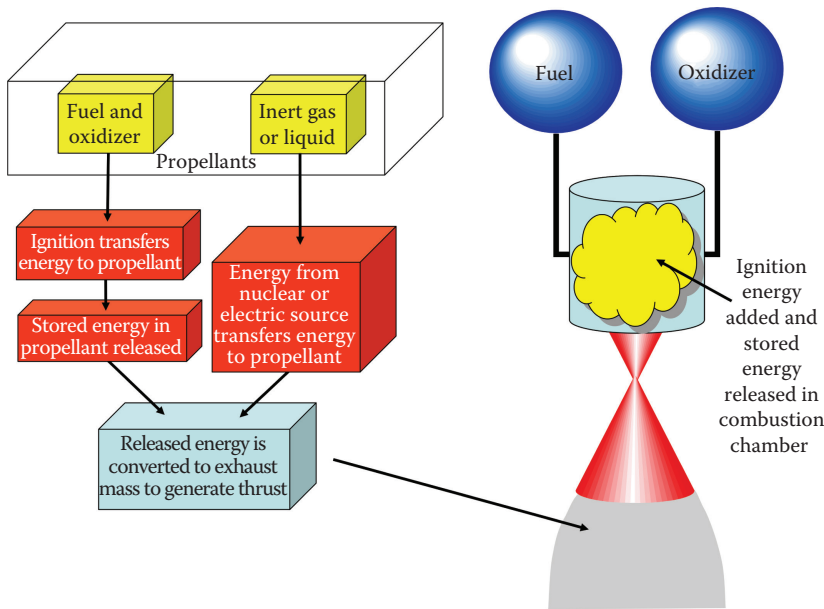 Fuel and
oxidizer
Inert gas
or liquid
Propellants
Ignition transfers
energy to propellant
Stored energy in
propellant released
Energy from
nuclear or
electric source
transfers energy
to propellant
Released energy is
converted to exhaust
mass to generate thrust
Fuel
Oxidizer
Ignition
energy
added and
stored
energy
released in
combustion
chamber